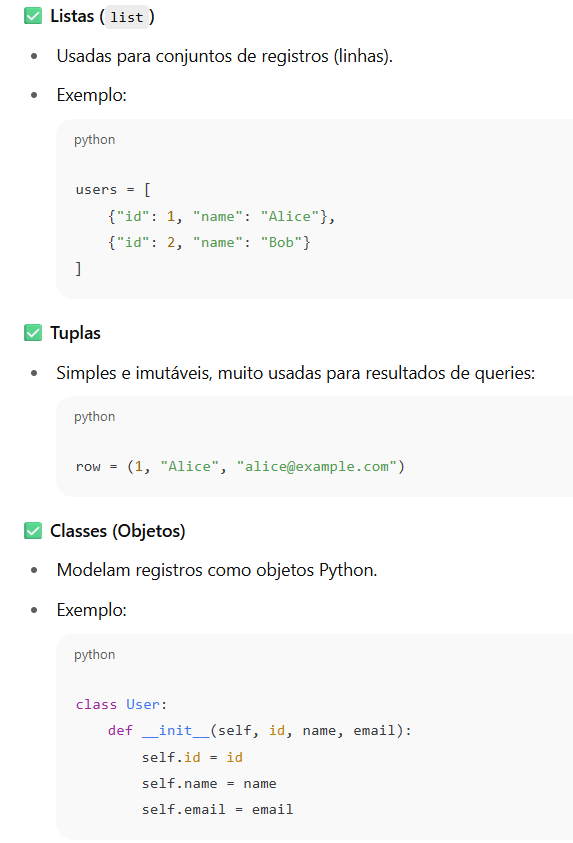 ✅ Listas (list)
• Usadas para conjuntos de registros (linhas).
• Exemplo:
python
users = [
    {"id": 1, "name": "Alice"},
    {"id": 2, "name": "Bob"}
]
✅ Tuplas
• Simples e imutáveis, muito usadas para resultados de queries:
python
row = (1, "Alice", "alice@example.com")
✅ Classes (Objetos)
• Modelam registros como objetos Python.
• Exemplo:
python
class User:
    def __init__(self, id, name, email):
        self.id = id
        self.name = name
        self.email = email